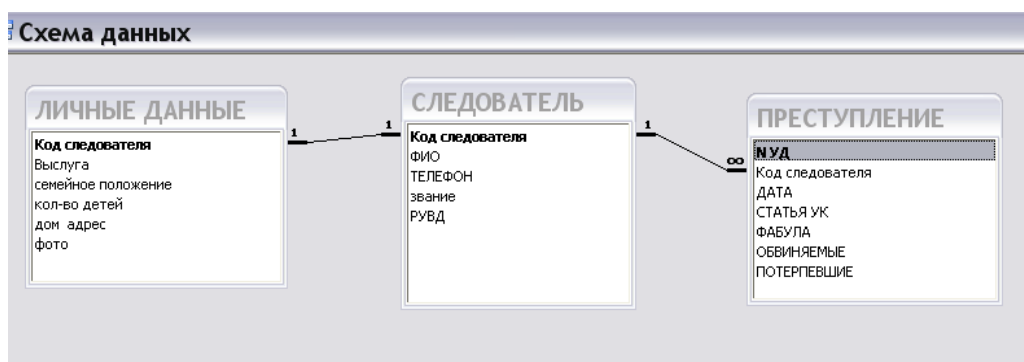 Схема данных
ЛИЧНЫЕ ДАННЫЕ
Код следователя
Выслуга
семейное положение
кол-во детей
дом адрес
фото
1
1
СЛЕДОВАТЕЛЬ
Код следователя
ФИО
ТЕЛЕФОН
звание
РУВД
1
∞
ПРЕСТУПЛЕНИЕ
N УД
Код следователя
ДАТА
СТАТЬЯ УК
ФАБУЛА
ОБВИНЯЕМЫЕ
ПОТЕРПЕВШИЕ